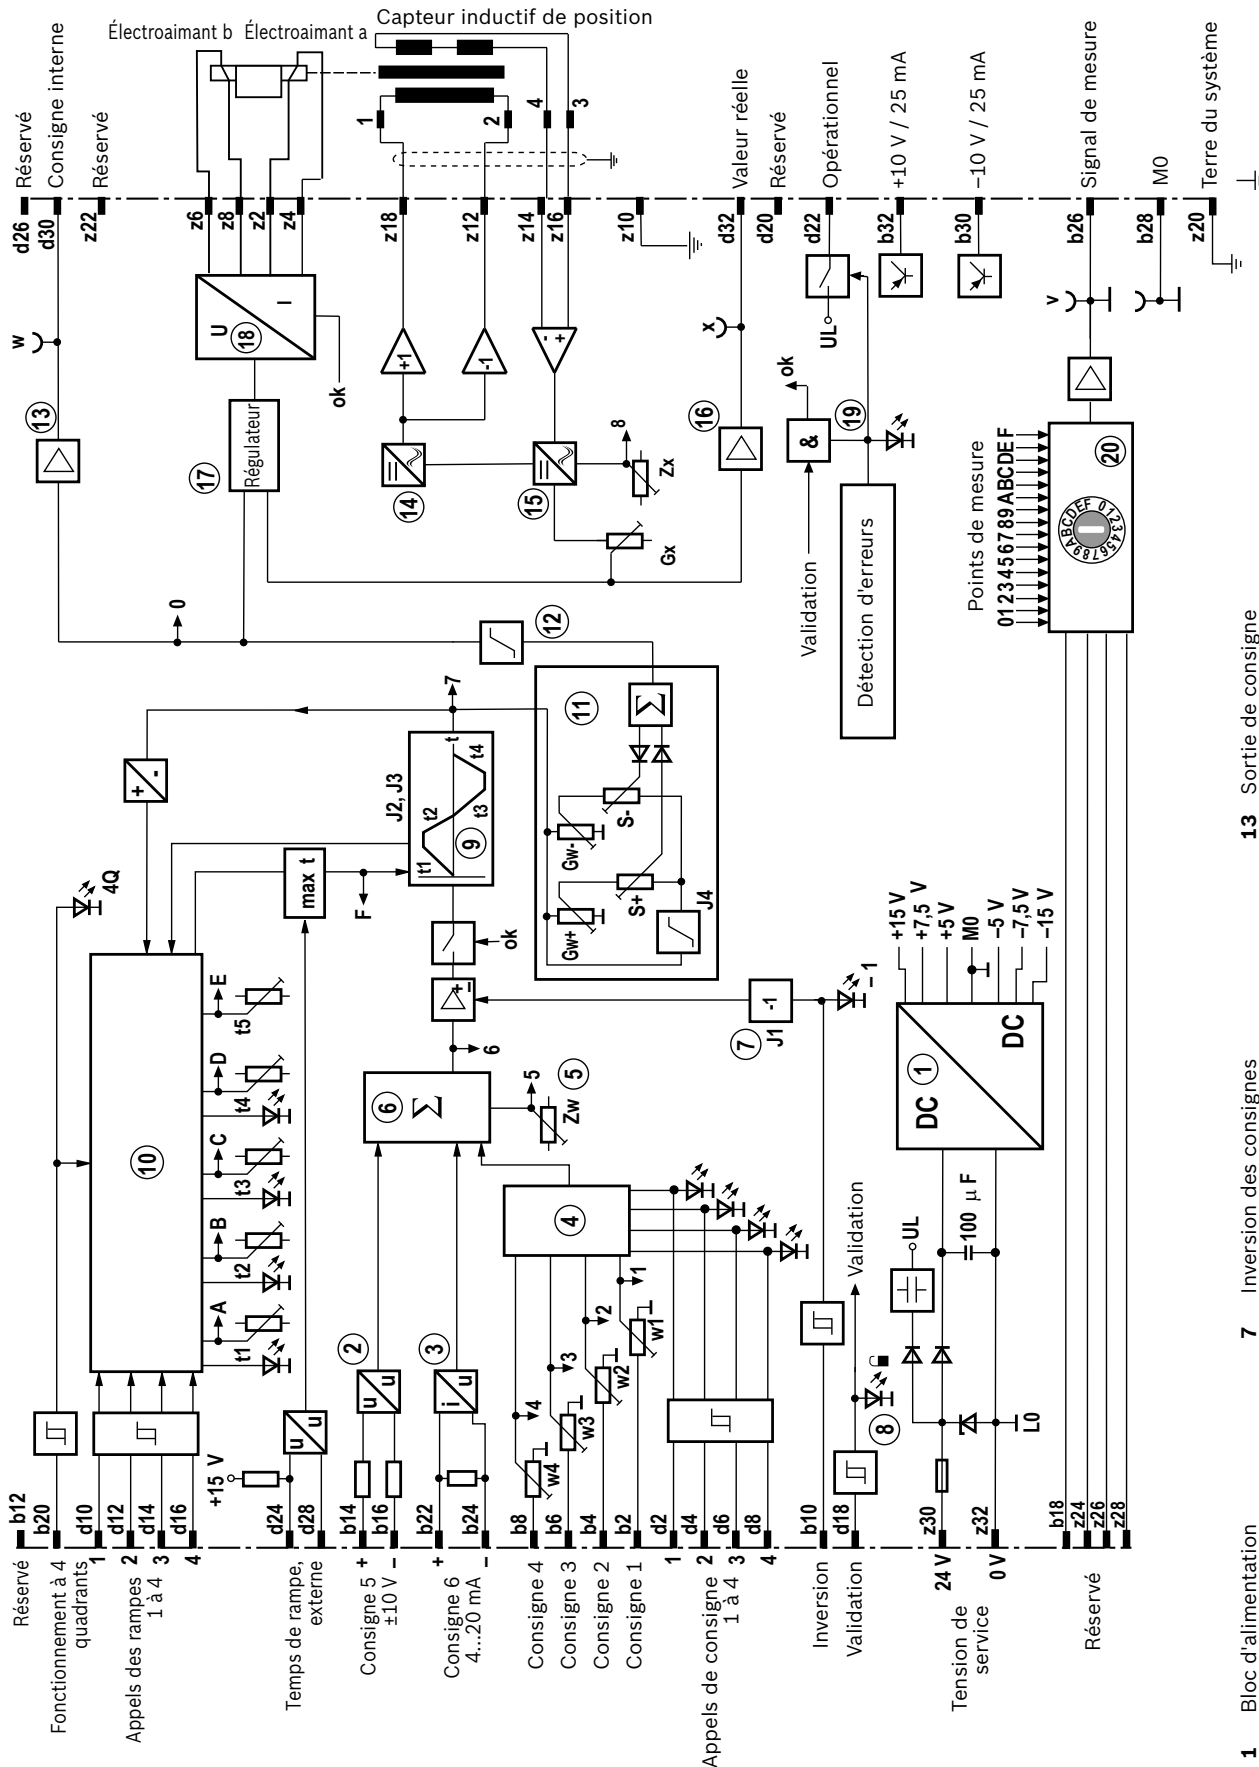 Réservé
b12
Fonctionnement à 4
quadrants
b20
Appels des rampes
1 à 4
1
d10
2
d12
3
d14
4
d16
+15 V
Temps de rampe,
externe
d24
d28
u
u
Consigne 5
±10 V
+
b14
–
b16
u
u
2
Consigne 6
4...20 mA
+
b22
–
b24
i
u
3
Consigne 4
b8
w4
4
Consigne 3
b6
w3
3
Consigne 2
b4
w2
2
Consigne 1
b2
w1
1
Appels de consigne
1 à 4
1
d2
2
d4
3
d6
4
d8
4
Inversion
b10
Validation
d18
8
Validation
Tension de
service
24 V
z30
0 V
z32
L0
UL
100 µ F
DC
1
DC
+15 V
+7,5 V
+5 V
M0
–5 V
–7,5 V
–15 V
Réservé
b18
z24
z26
z28
10
t1
A
t2
B
t3
C
t4
D
t5
E
4Q
max t
F
+
-
6
Σ
5
Zw
5
6
+
–
ok
7
-1
J1
– 1
J2, J3
t1
t2
t3
t4
t
9
7
Gw+
Gw-
S+
S-
J4
Σ
11
12
0
13
w
17
Régulateur
U
18
I
ok
14
+1
-1
15
-
+
8
Zx
Gx
16
x
Validation
&
ok
19
Détection d'erreurs
UL
Points de mesure
0 1 2 3 4 5 6 7 8 9 A B C D E F
0 1 2 3 4 5 6 7 8 9 A B C D E F
20
v
d26
Réservé
d30
Consigne interne
z22
Réservé
z6
z8
z2
z4
Électroaimant b
Électroaimant a
Capteur inductif de position
1
2
4
3
z18
z12
z14
z16
z10
d32
Valeur réelle
d20
Réservé
d22
Opérationnel
b32
+10 V / 25 mA
b30
–10 V / 25 mA
b26
Signal de mesure
b28
M0
z20
Terre du système
1 Bloc d'alimentation
7 Inversion des consignes
13 Sortie de consigne